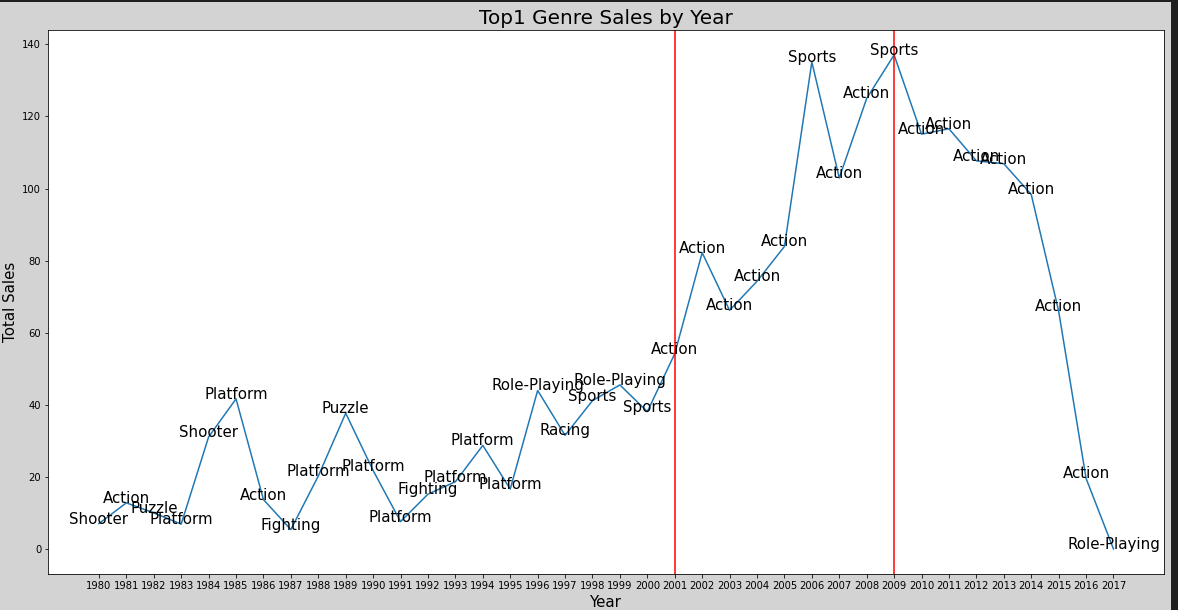 Top1 Genre Sales by Year
Total Sales
140
120
100
80
60
40
20
0
Shooter
Action
Puzzle
Platform
Shooter
Platform
Action
Fighting
Platform
Puzzle
Platform
Platform
Fighting
Platform
Platform
Platform
Role-Playing
Racing
Sports
Role-Playing
Sports
Action
Action
Action
Action
Action
Sports
Action
Action
Sports
Action
Action
Action
Action
Action
Action
Action
Role-Playing
1980 1981 1982 1983 1984 1985 1986 1987 1988 1989 1990 1991 1992 1993 1994 1995 1996 1997 1998 1999 2000 2001 2002 2003 2004 2005 2006 2007 2008 2009 2010 2011 2012 2013 2014 2015 2016 2017
Year